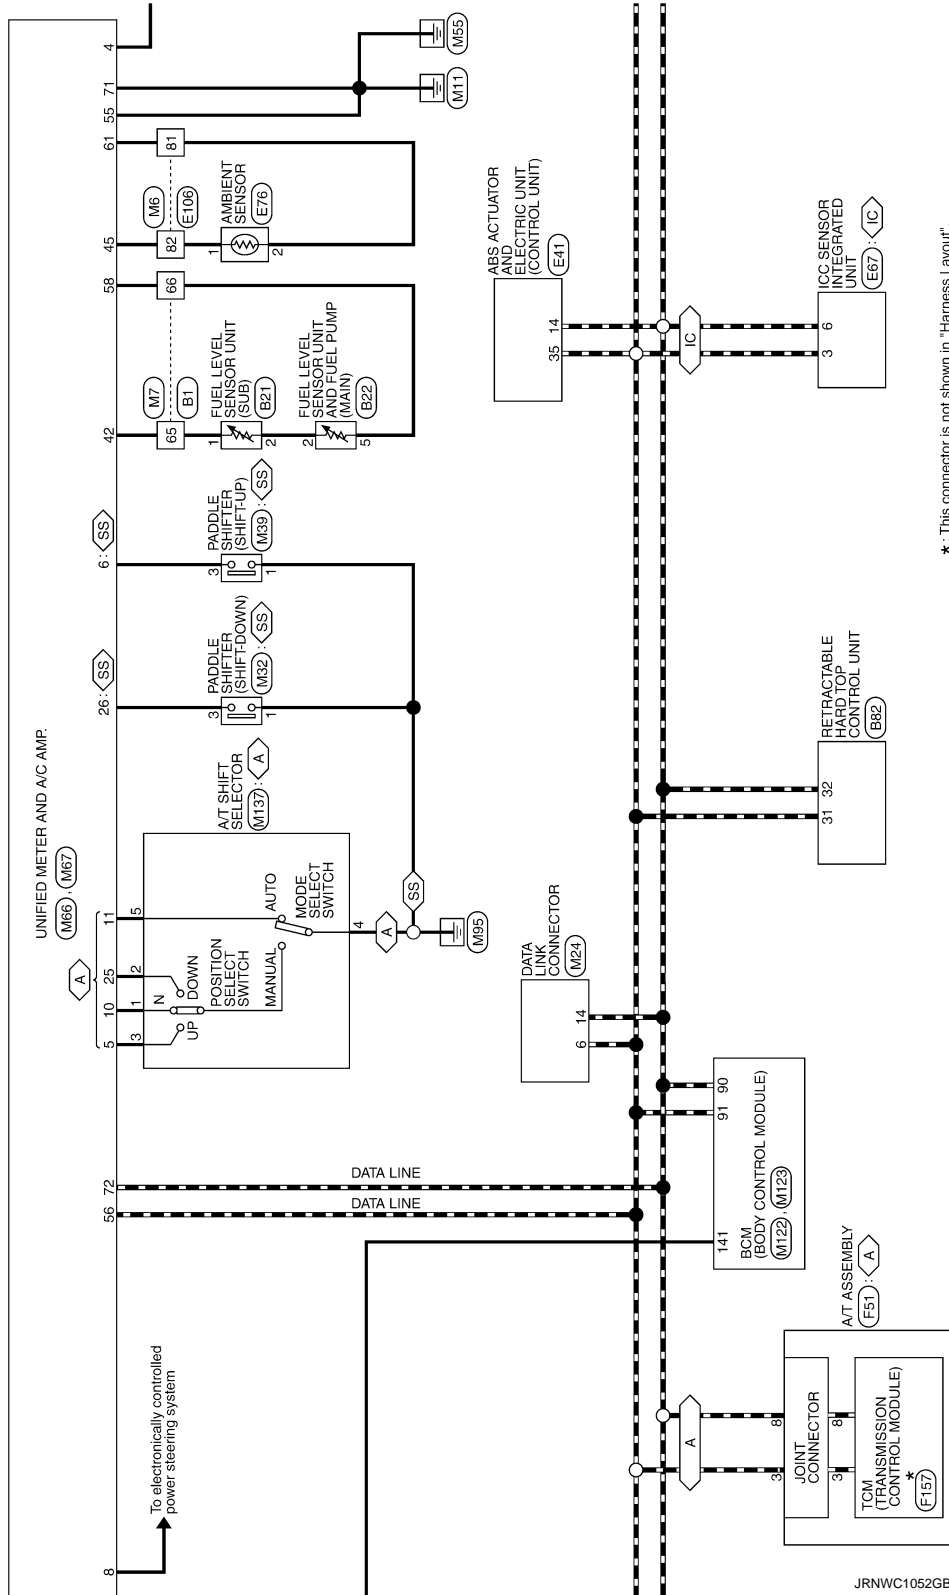 UNIFIED METER AND A/C AMP.
M66 , M67
8
To electronically controlled
power steering system
56
72
DATA LINE
DATA LINE
A
5
10
25
11
3
1
2
5
N
UP
DOWN
POSITION
SELECT
SWITCH
MANUAL
AUTO
MODE
SELECT
SWITCH
4
A/T SHIFT
SELECTOR
M137 : A
A
SS
M95
26 : SS
3
PADDLE
SHIFTER
(SHIFT-DOWN)
M32 : SS
1
6 : SS
3
PADDLE
SHIFTER
(SHIFT-UP)
M39 : SS
1
42
65
M7
B1
66
58
1
FUEL LEVEL
SENSOR UNIT
(SUB)
B21
2
2
FUEL LEVEL
SENSOR UNIT
AND FUEL PUMP
(MAIN)
B22
5
45
82
M6
E106
81
61
1
AMBIENT
SENSOR
E76
2
55
71
4
M11
M55
A/T ASSEMBLY
F51 : A
A
3
8
JOINT
CONNECTOR
3
8
TCM
(TRANSMISSION
CONTROL MODULE)
*
F157
141
91
90
BCM
(BODY CONTROL MODULE)
M122 , M123
6
14
DATA
LINK
CONNECTOR
M24
31
32
RETRACTABLE
HARD TOP
CONTROL UNIT
B82
35
14
ABS ACTUATOR
AND
ELECTRIC UNIT
(CONTROL UNIT)
E41
IC
3
6
ICC SENSOR
INTEGRATED
UNIT
E67 : IC
* : This connector is not shown in "Harness Layout".
JRNWC1052GB